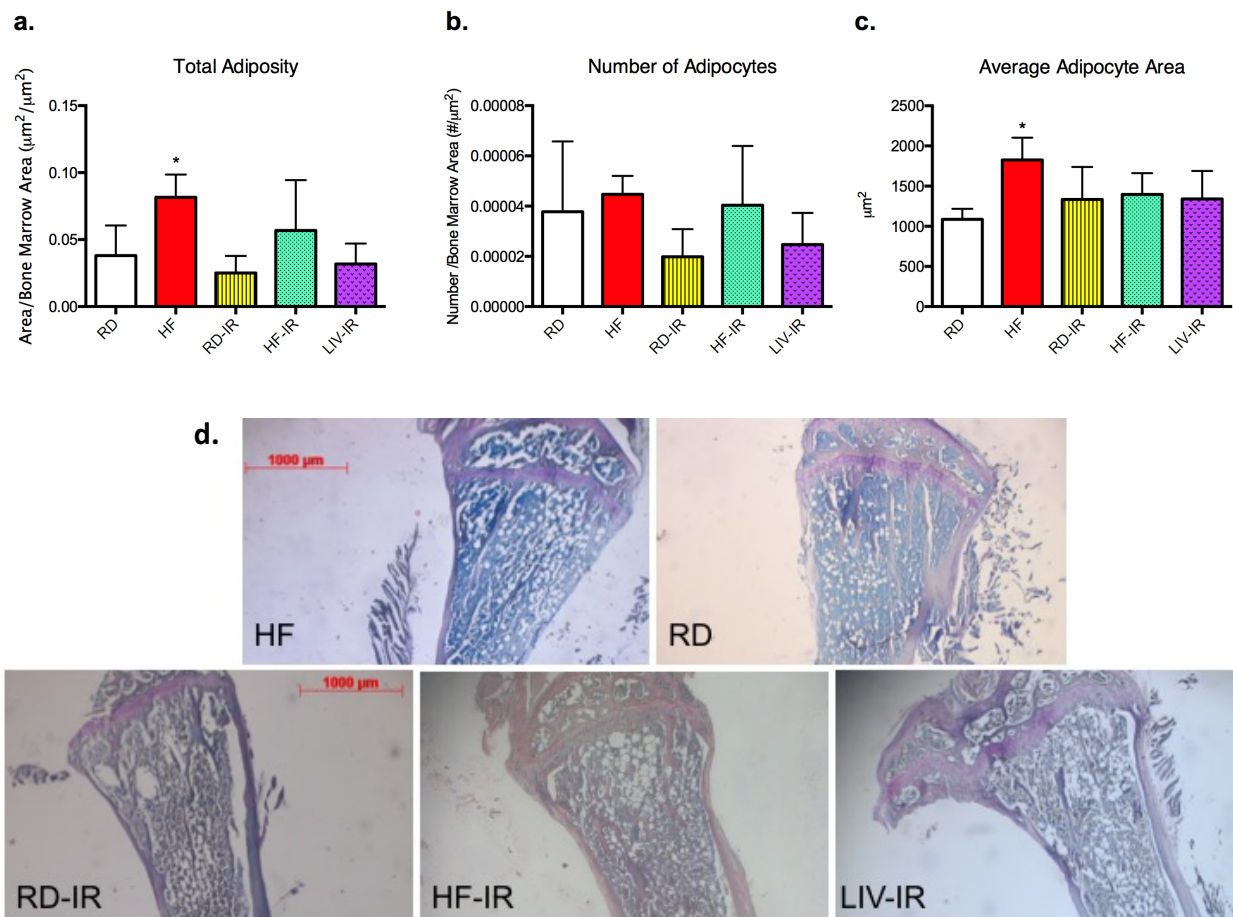 a.
Total Adiposity
Area/Bone Marrow Area (μm²/μm²)
0.15
0.10
0.05
0.00
*
RD
HF
RD-IR
HF-IR
LIV-IR
b.
Number of Adipocytes
Number /Bone Marrow Area (#/μm²)
0.00008
0.00006
0.00004
0.00002
0.00000
RD
HF
RD-IR
HF-IR
LIV-IR
c.
Average Adipocyte Area
μm²
2500
2000
1500
1000
500
0
*
RD
HF
RD-IR
HF-IR
LIV-IR
d.
1000 μm
HF
RD
1000 μm
RD-IR
HF-IR
LIV-IR